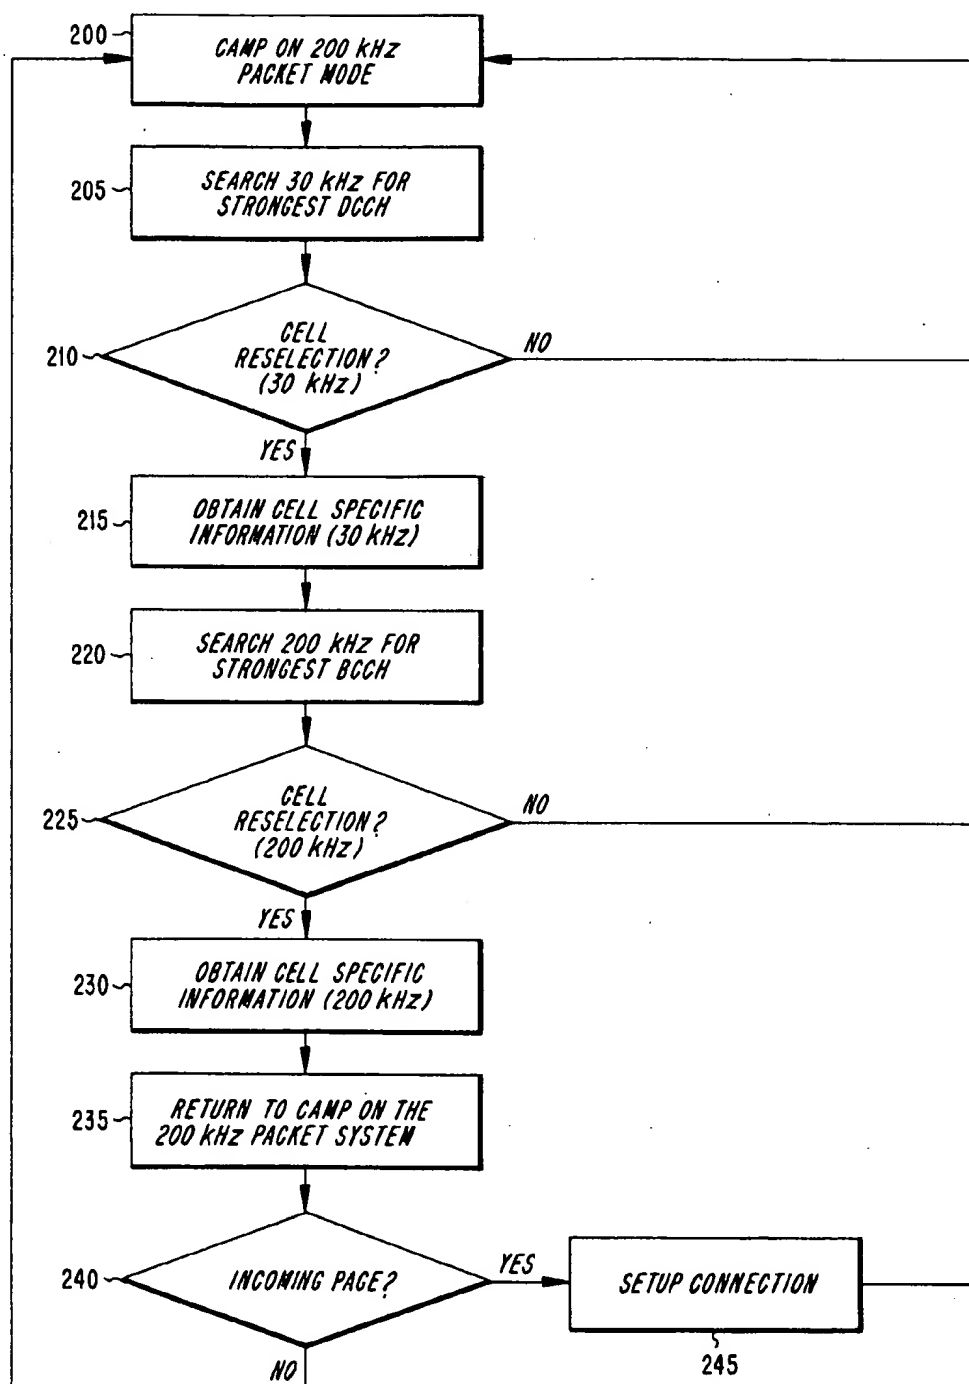 200
CAMP ON 200 kHz
PACKET MODE
205
SEARCH 30 kHz FOR
STRONGEST DCCH
210
CELL
RESELECTION?
(30 kHz)
NO
YES
215
OBTAIN CELL SPECIFIC
INFORMATION (30 kHz)
220
SEARCH 200 kHz FOR
STRONGEST BCCH
225
CELL
RESELECTION?
(200 kHz)
NO
YES
230
OBTAIN CELL SPECIFIC
INFORMATION (200 kHz)
235
RETURN TO CAMP ON THE
200 kHz PACKET SYSTEM
240
INCOMING PAGE?
YES
SETUP CONNECTION
245
NO